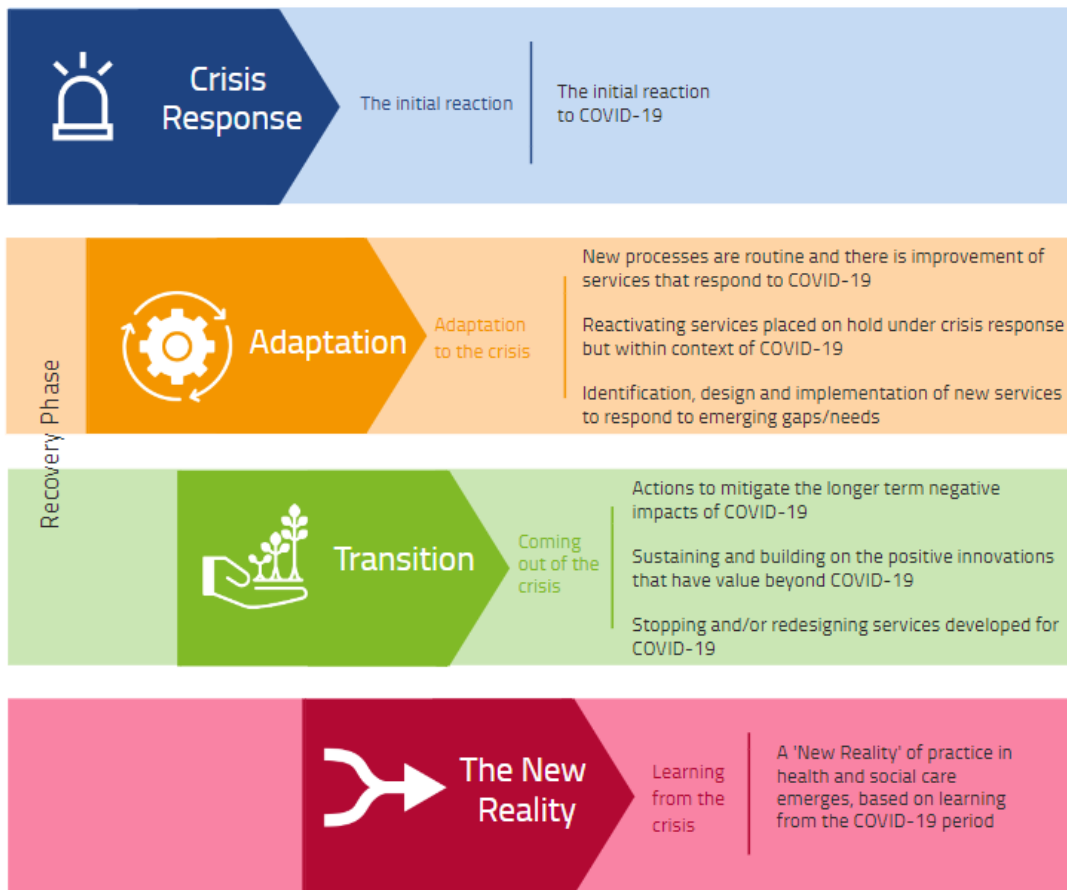 Crisis
Response
The initial reaction
The initial reaction
to COVID-19
Recovery Phase
Adaptation
Adaptation
to the crisis
New processes are routine and there is improvement of
services that respond to COVID-19
Reactivating services placed on hold under crisis response
but within context of COVID-19
Identification, design and implementation of new services
to respond to emerging gaps/needs
Transition
Coming
out of the
crisis
Actions to mitigate the longer term negative
impacts of COVID-19
Sustaining and building on the positive innovations
that have value beyond COVID-19
Stopping and/or redesigning services developed for
COVID-19
The New
Reality
Learning
from the
crisis
A 'New Reality' of practice in
health and social care
emerges, based on learning
from the COVID-19 period